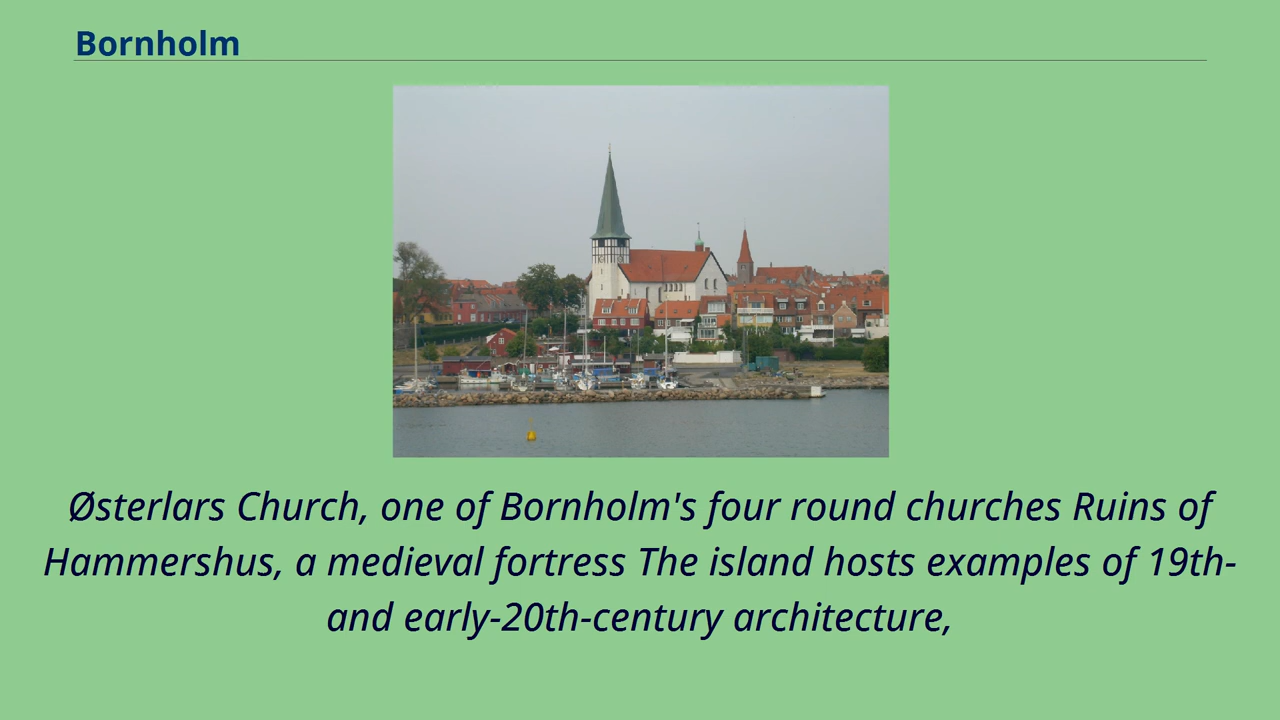 Bornholm
Østerlars Church, one of Bornholm's four round churches Ruins of
Hammershus, a medieval fortress The island hosts examples of 19th-
and early-20th-century architecture,